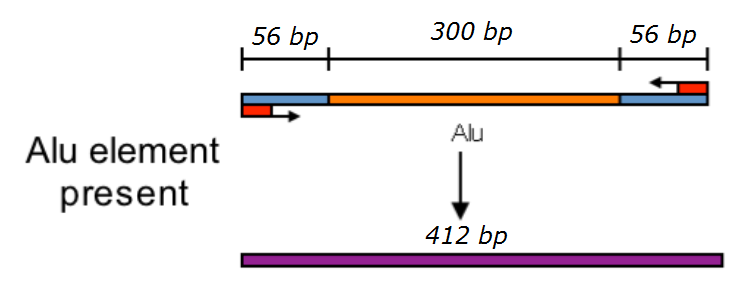 56 bp 300 bp 56 bp
Alu
Alu element
present
412 bp